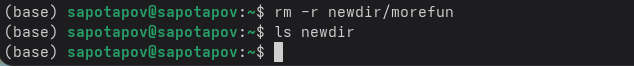 (base) sapotapov@sapotapov:~$ rm -r newdir/morefun
(base) sapotapov@sapotapov:~$ ls newdir
(base) sapotapov@sapotapov:~$